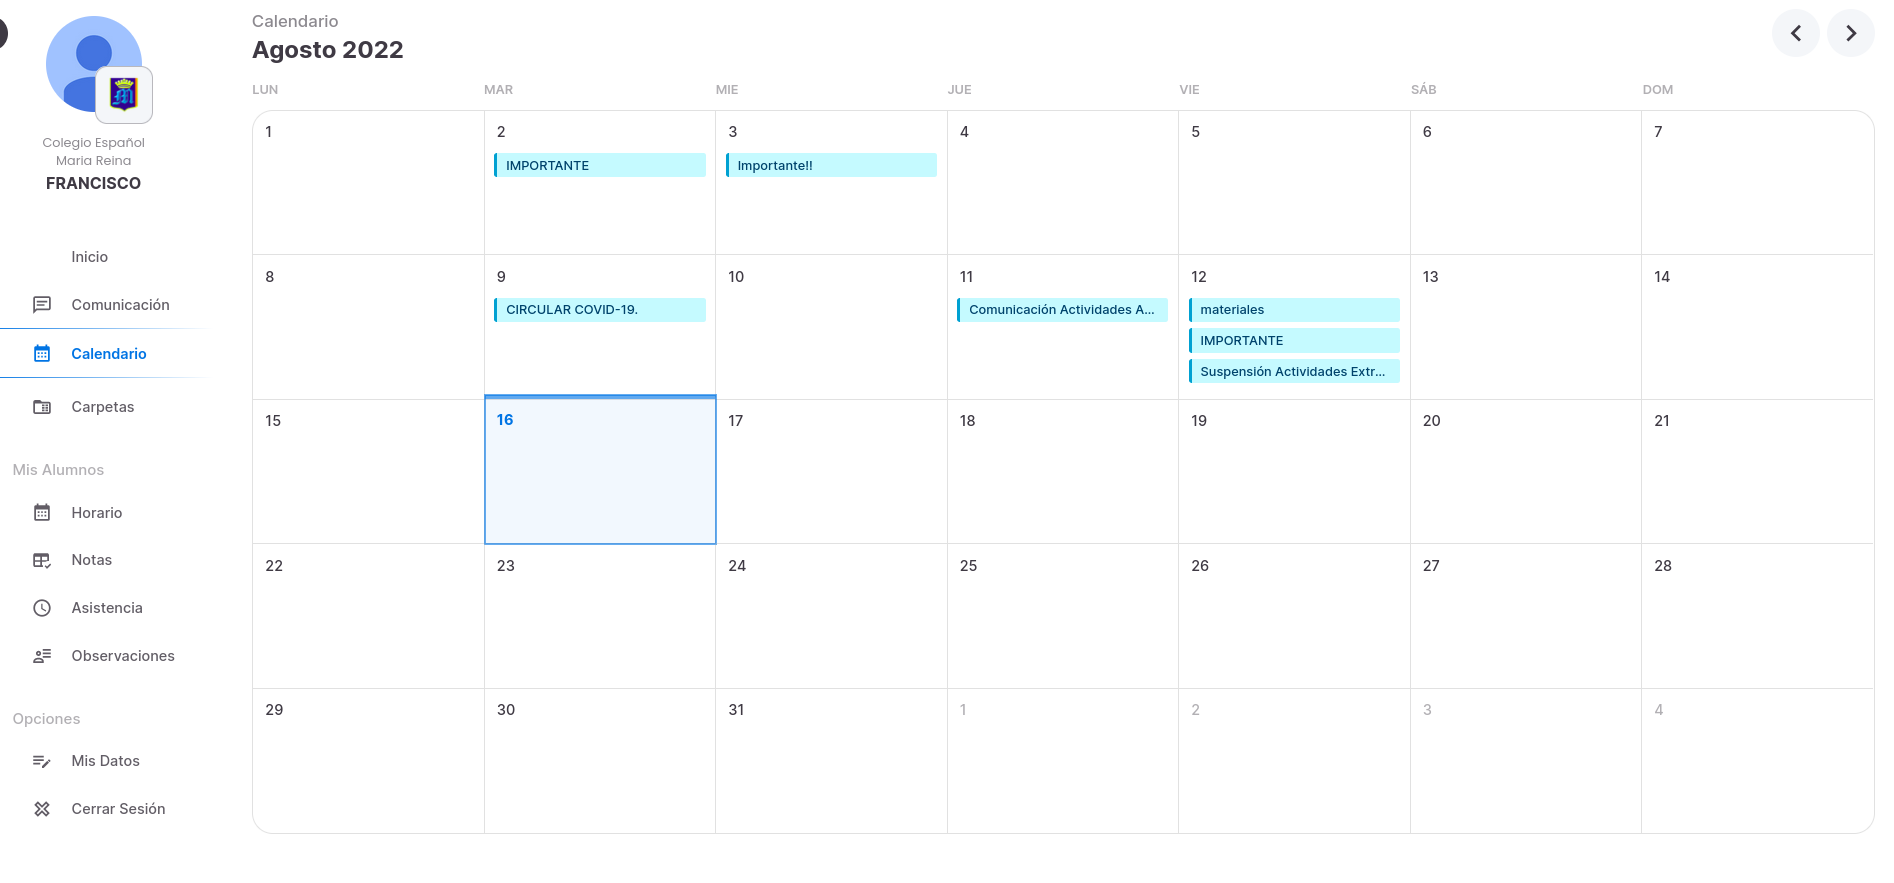 Colegio Español
Maria Reina
FRANCISCO
Inicio
Comunicación
Calendario
Carpetas
Mis Alumnos
Horario
Notas
Asistencia
Observaciones
Opciones
Mis Datos
Cerrar Sesión
Calendario
Agosto 2022
LUN MAR MIE JUE VIE SÁB DOM
1 2 3 4 5 6 7
IMPORTANTE Importante!!
8 9 10 11 12 13 14
CIRCULAR COVID-19. Comunicación Actividades A... materiales
IMPORTANTE
Suspensión Actividades Extr...
15 16 17 18 19 20 21
22 23 24 25 26 27 28
29 30 31 1 2 3 4